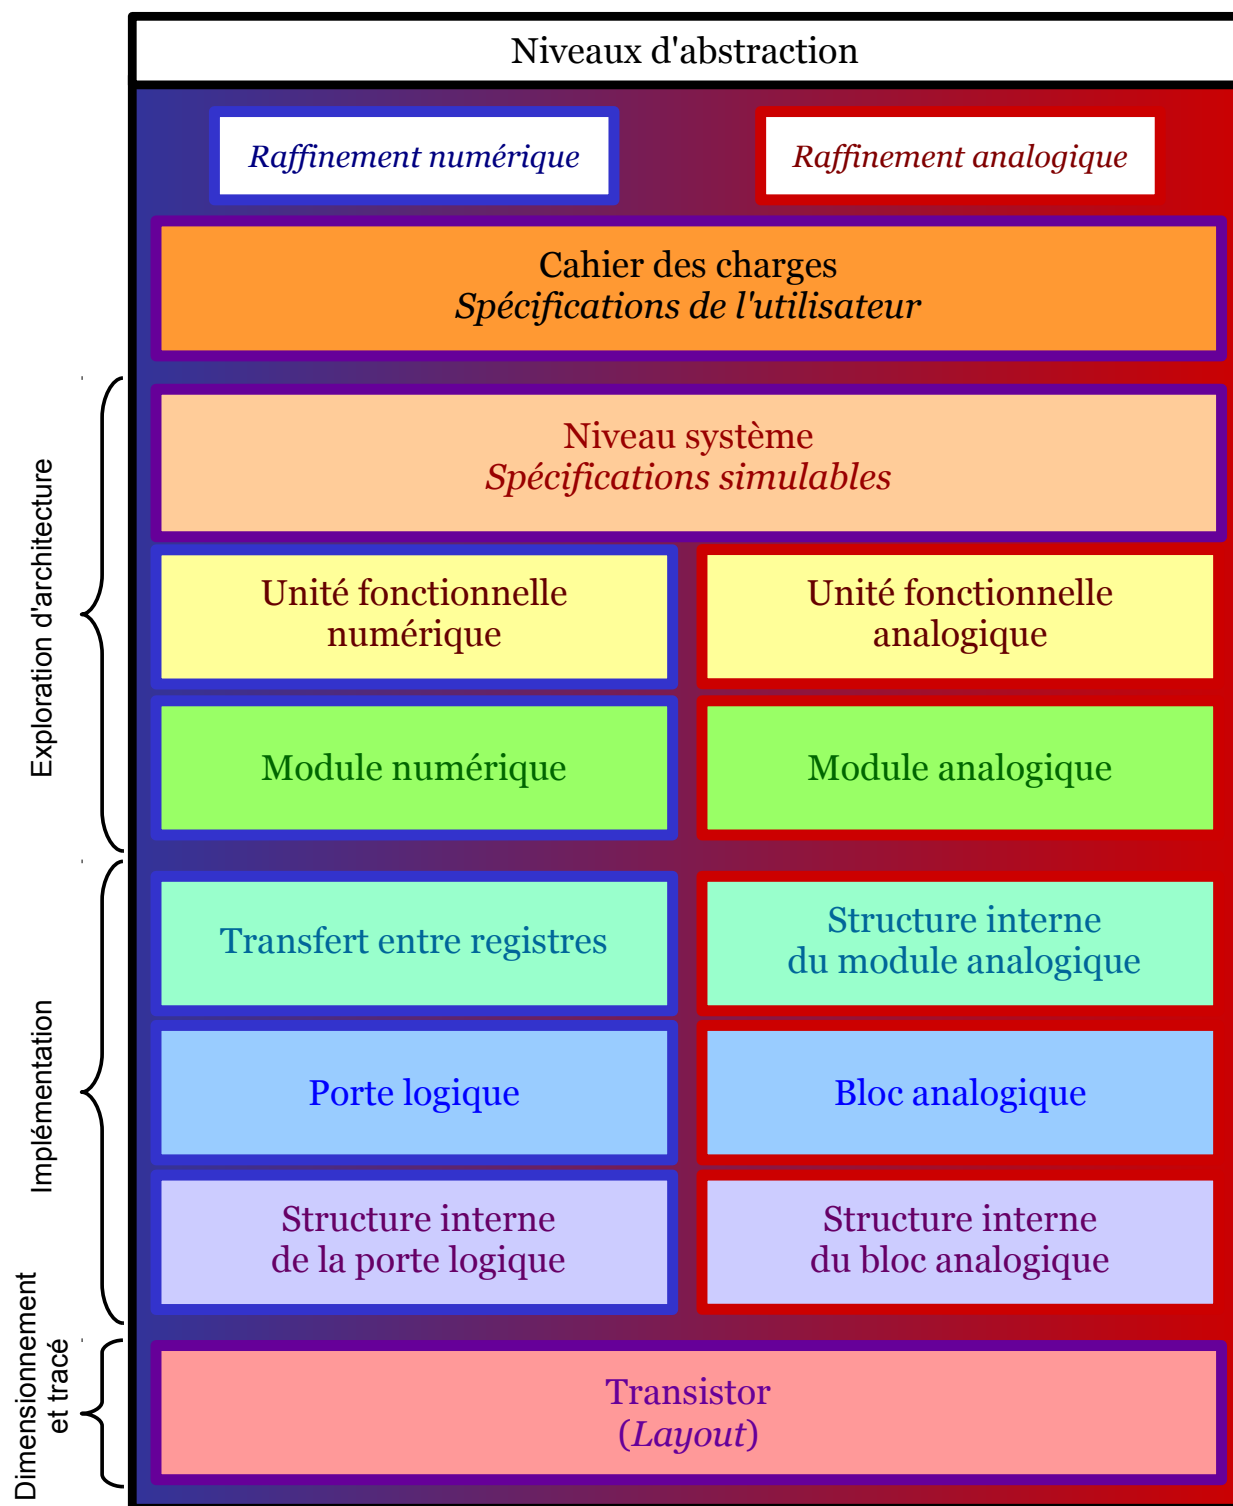 Niveaux d'abstraction
Raffinement numérique
Raffinement analogique
Cahier des charges
Spécifications de l'utilisateur
Exploration d'architecture
Niveau système
Spécifications simulables
Unité fonctionnelle
numérique
Unité fonctionnelle
analogique
Module numérique
Module analogique
Implémentation
Transfert entre registres
Structure interne
du module analogique
Porte logique
Bloc analogique
Structure interne
de la porte logique
Structure interne
du bloc analogique
Dimensionnement
et tracé
Transistor
(Layout)